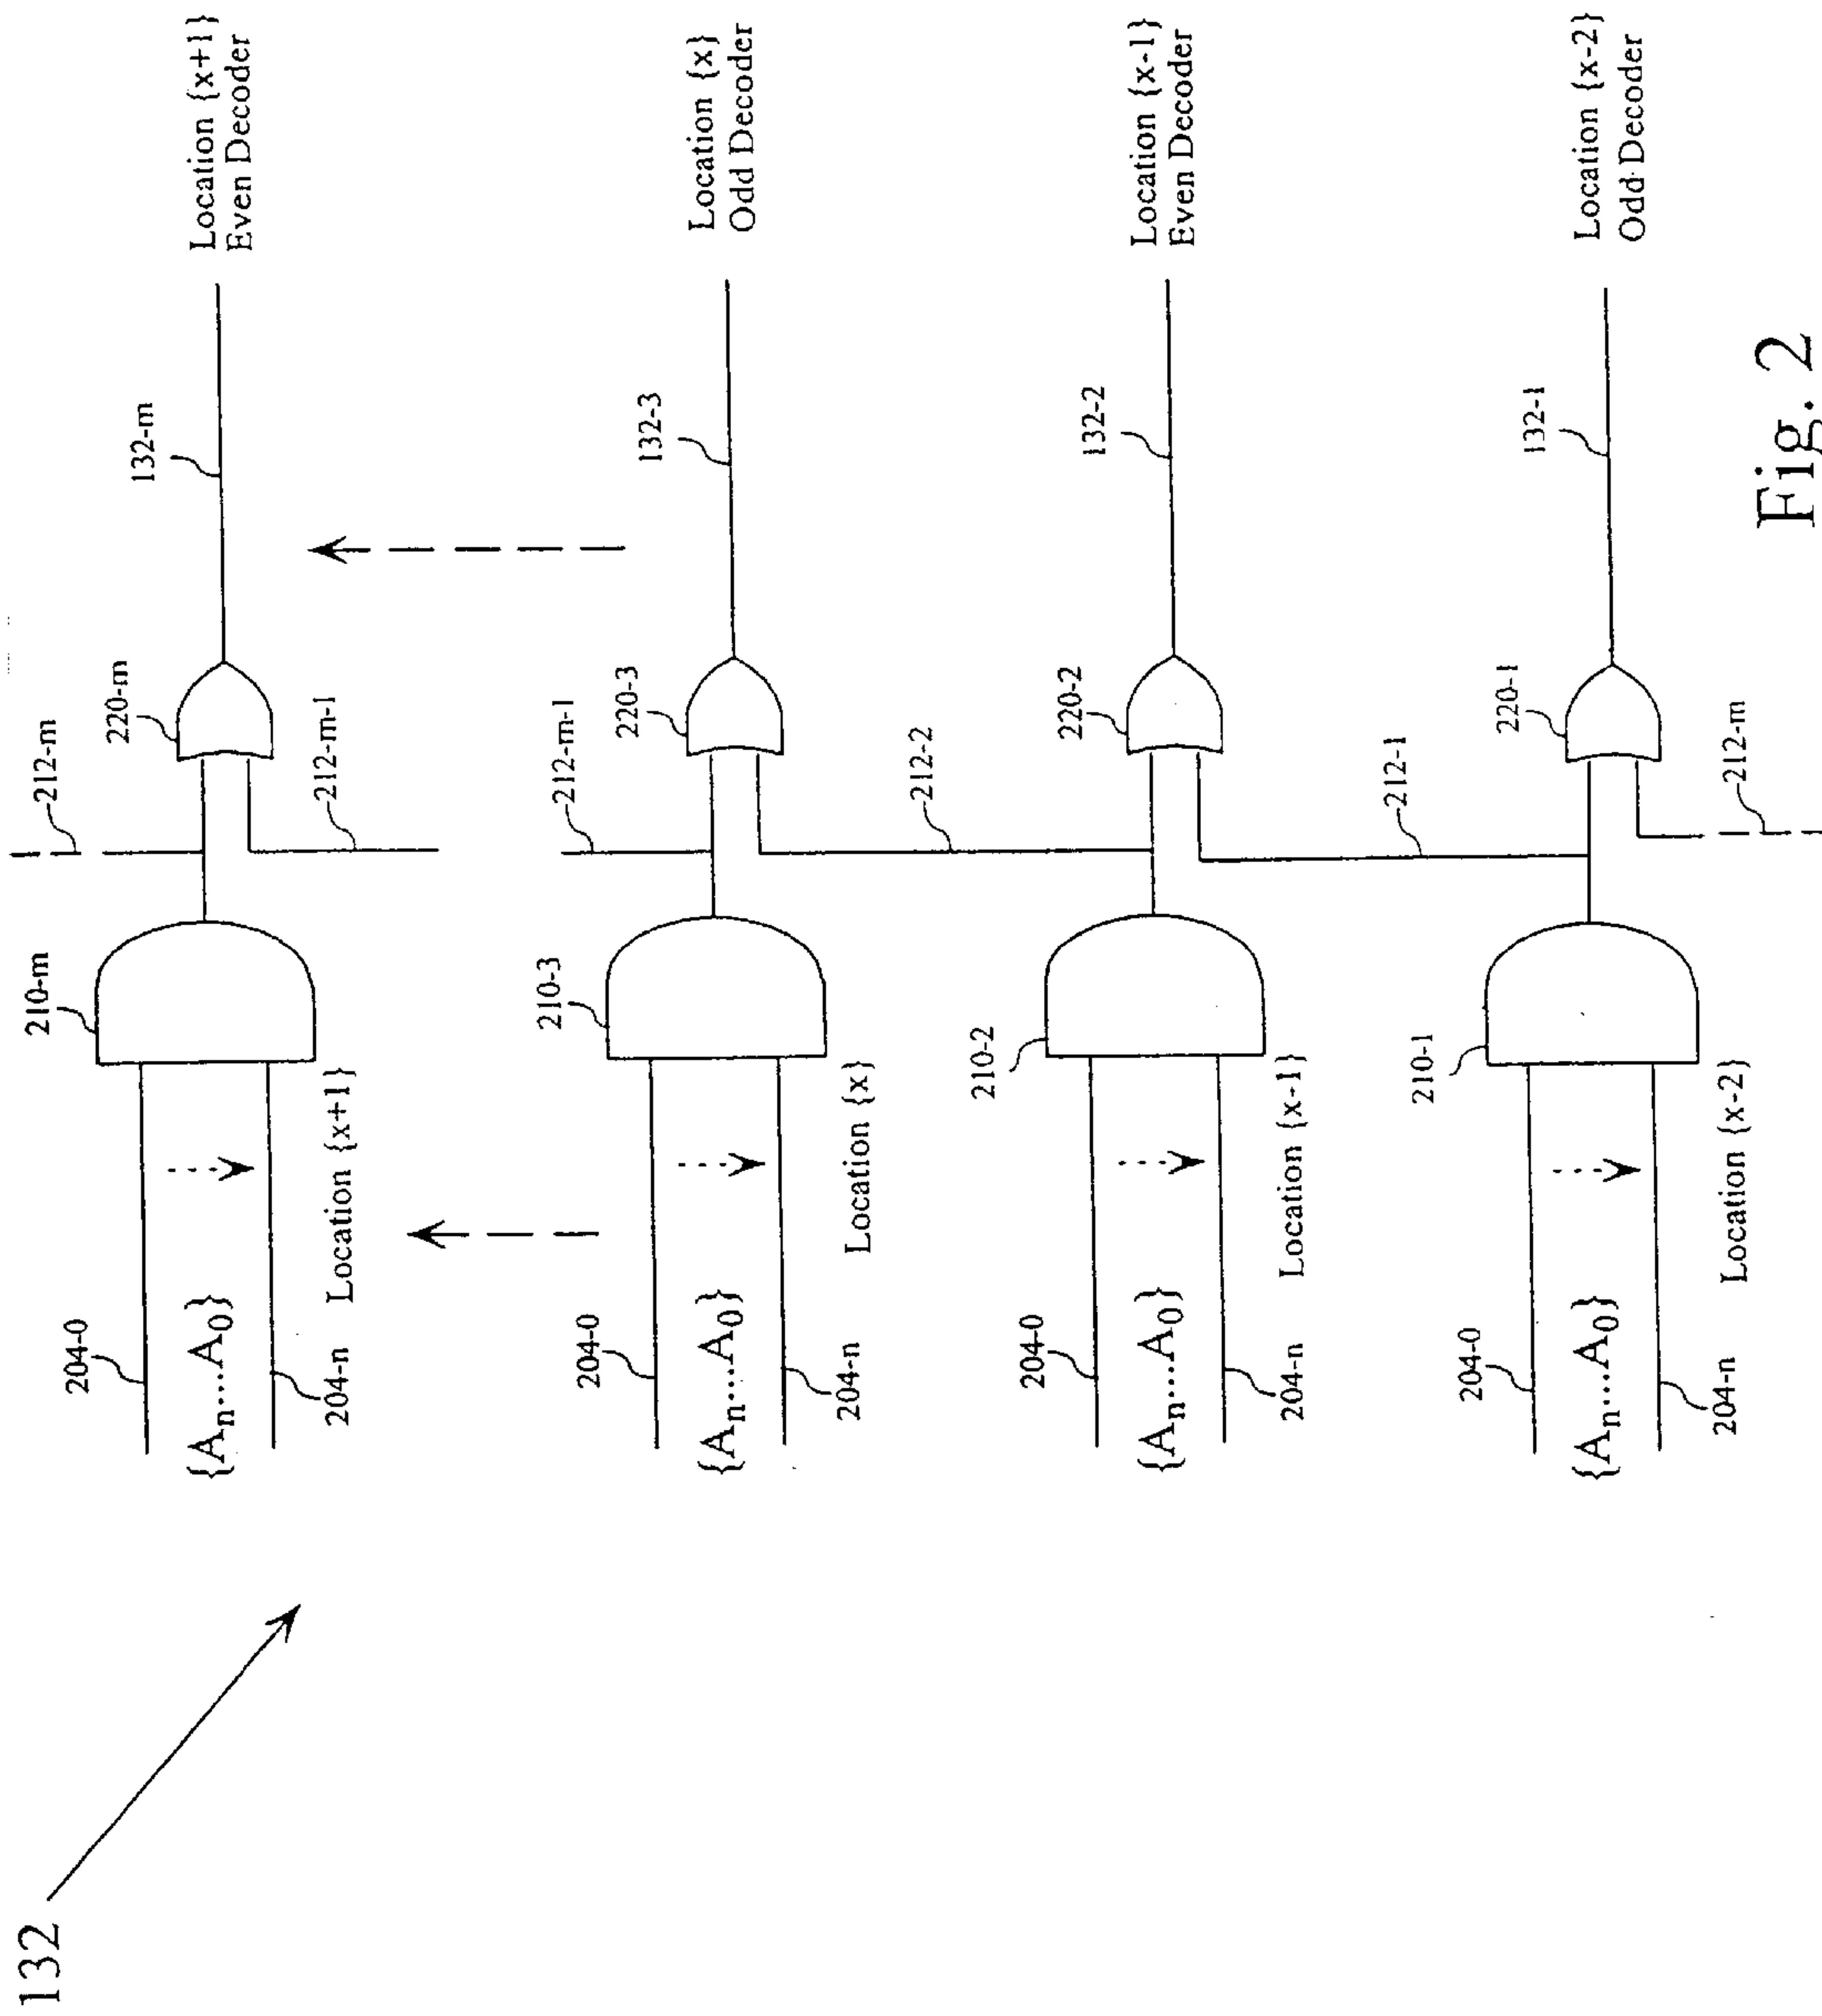 132
212-m
220-m
132-m
Location {x+1}
Even Decoder
210-m
212-m-1
204-0
{An....A0}
204-n
Location {x+1}
212-m-1
220-3
132-3
Location {x}
Odd Decoder
210-3
212-2
204-0
{An....A0}
204-n
Location {x}
220-2
132-2
Location {x-1}
Even Decoder
210-2
212-1
204-0
{An....A0}
204-n
Location {x-1}
220-1
132-1
Location {x-2}
Odd Decoder
210-1
212-m
204-0
{An....A0}
204-n
Location {x-2}
Fig. 2